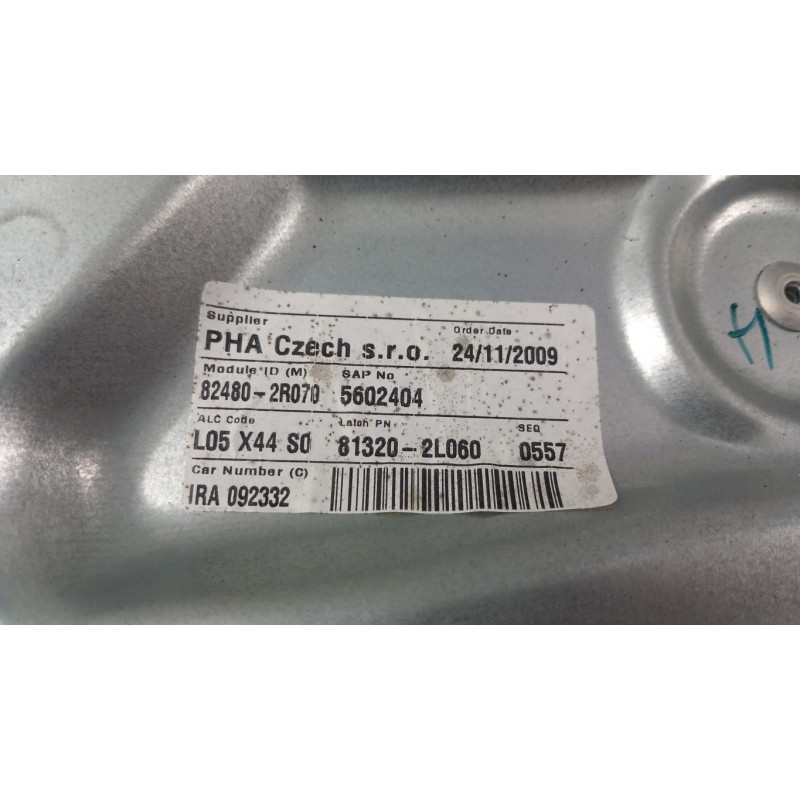 Supplier Order Date
PHA Czech s.r.o. 24/11/2009
Module ID (M) SAP No
82480-2R070 5602404
ALC Code Latch PN SEQ
L05 X44 S0 81320-2L060 0557
Car Number (C)
IRA 092332